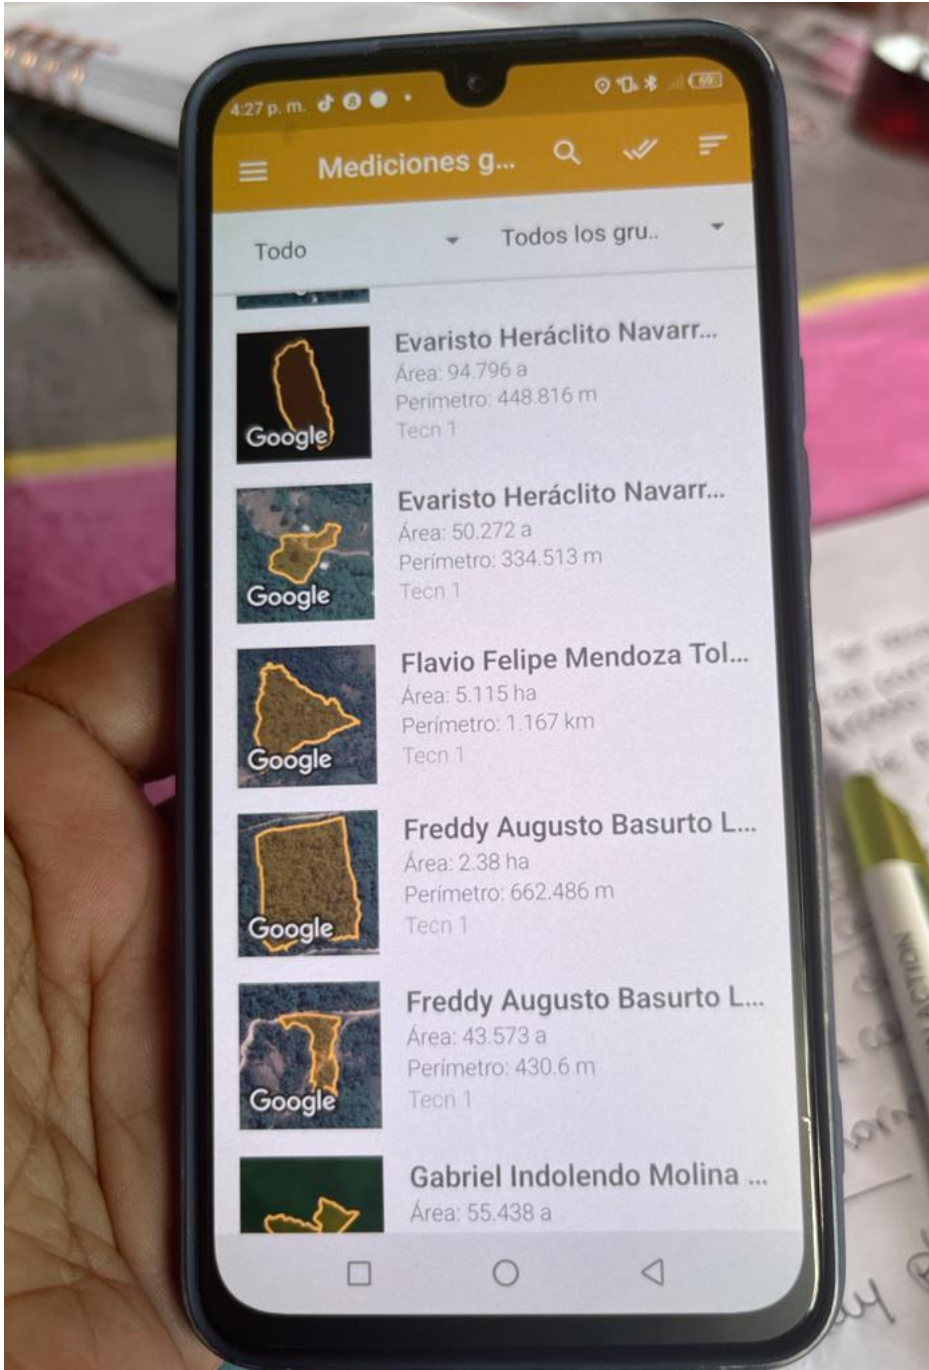 4:27 p. m.
69
Mediciones g...
Todo
Todos los gru..
Evaristo Heráclito Navarr...
Área: 94.796 a
Perímetro: 448.816 m
Tecn 1
Google
Evaristo Heráclito Navarr...
Área: 50.272 a
Perímetro: 334.513 m
Tecn 1
Google
Flavio Felipe Mendoza Tol...
Área: 5.115 ha
Perímetro: 1.167 km
Tecn 1
Google
Freddy Augusto Basurto L...
Área: 2.38 ha
Perímetro: 662.486 m
Tecn 1
Google
Freddy Augusto Basurto L...
Área: 43.573 a
Perímetro: 430.6 m
Tecn 1
Google
Gabriel Indolendo Molina ...
Área: 55.438 a